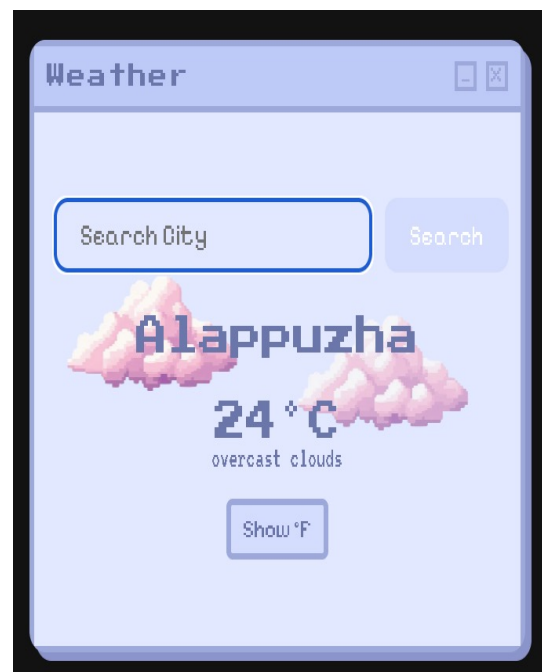 Weather
Search City
Search
Alappuzha
24°C
overcast clouds
Show °F